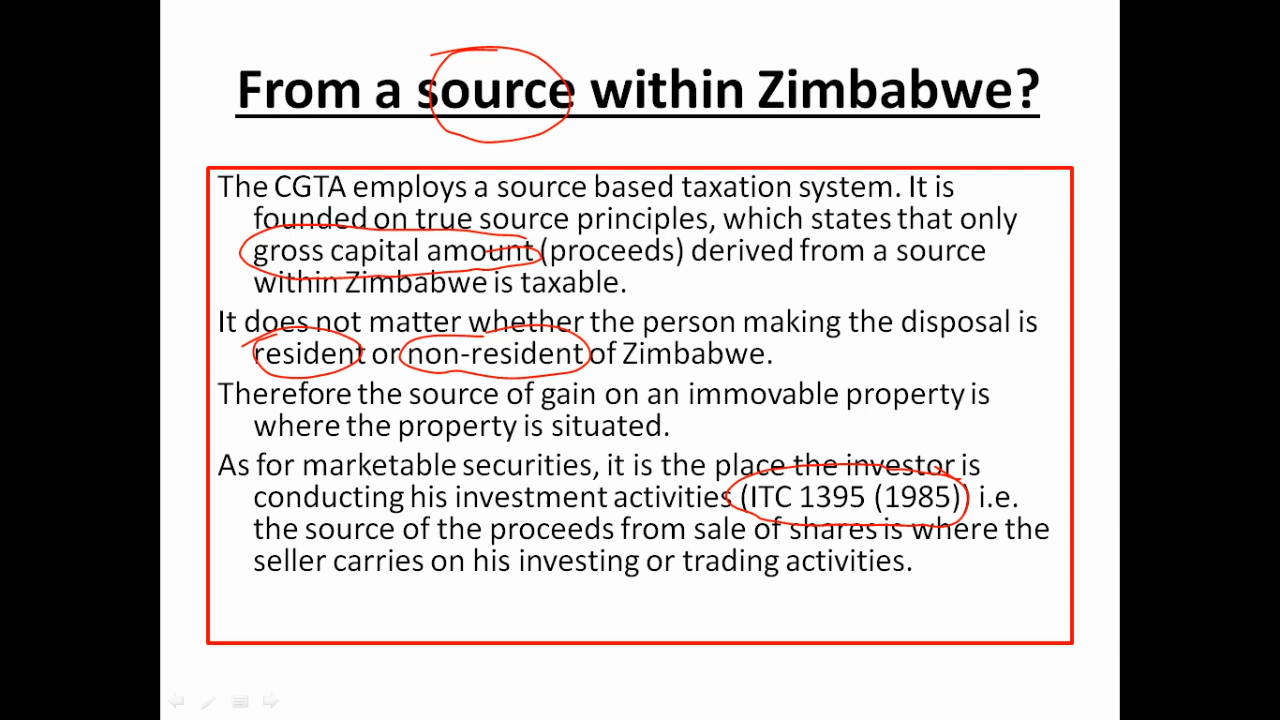 From a source within Zimbabwe?
The CGTA employs a source based taxation system. It is
founded on true source principles, which states that only
gross capital amount (proceeds) derived from a source
within Zimbabwe is taxable.
It does not matter whether the person making the disposal is
resident or non-resident of Zimbabwe.
Therefore the source of gain on an immovable property is
where the property is situated.
As for marketable securities, it is the place the investor is
conducting his investment activities (ITC 1395 (1985)) i.e.
the source of the proceeds from sale of shares is where the
seller carries on his investing or trading activities.